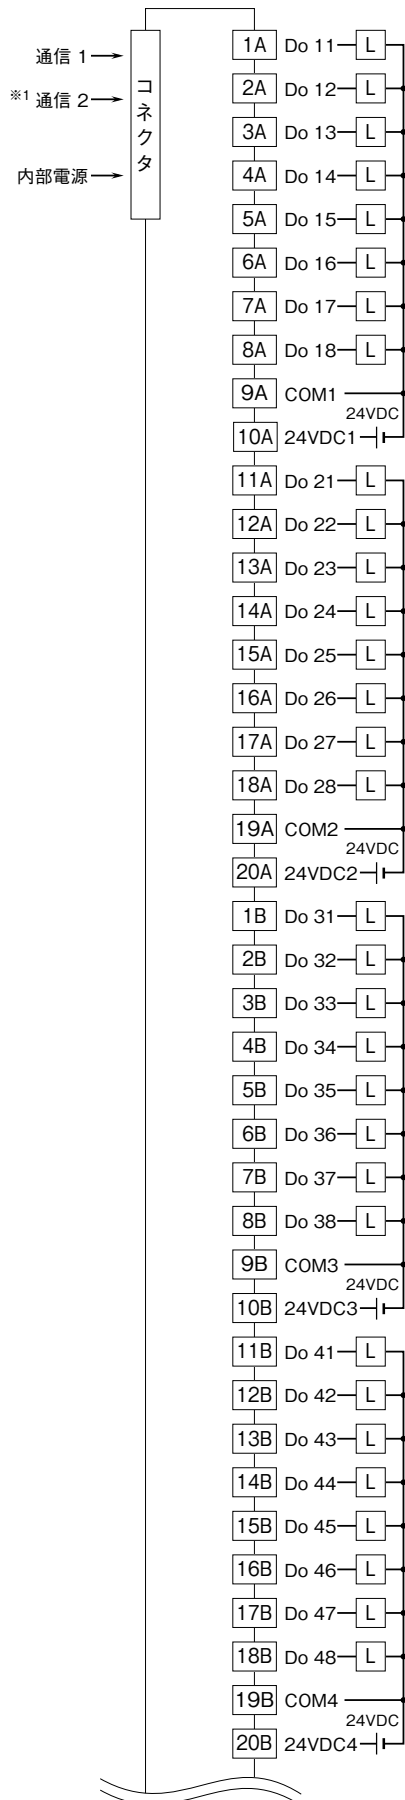 通信 1
※1 通信 2
内部電源
コネクタ
1A Do 11 L
2A Do 12 L
3A Do 13 L
4A Do 14 L
5A Do 15 L
6A Do 16 L
7A Do 17 L
8A Do 18 L
9A COM1
24VDC
10A 24VDC1
11A Do 21 L
12A Do 22 L
13A Do 23 L
14A Do 24 L
15A Do 25 L
16A Do 26 L
17A Do 27 L
18A Do 28 L
19A COM2
24VDC
20A 24VDC2
1B Do 31 L
2B Do 32 L
3B Do 33 L
4B Do 34 L
5B Do 35 L
6B Do 36 L
7B Do 37 L
8B Do 38 L
9B COM3
24VDC
10B 24VDC3
11B Do 41 L
12B Do 42 L
13B Do 43 L
14B Do 44 L
15B Do 45 L
16B Do 46 L
17B Do 47 L
18B Do 48 L
19B COM4
24VDC
20B 24VDC4